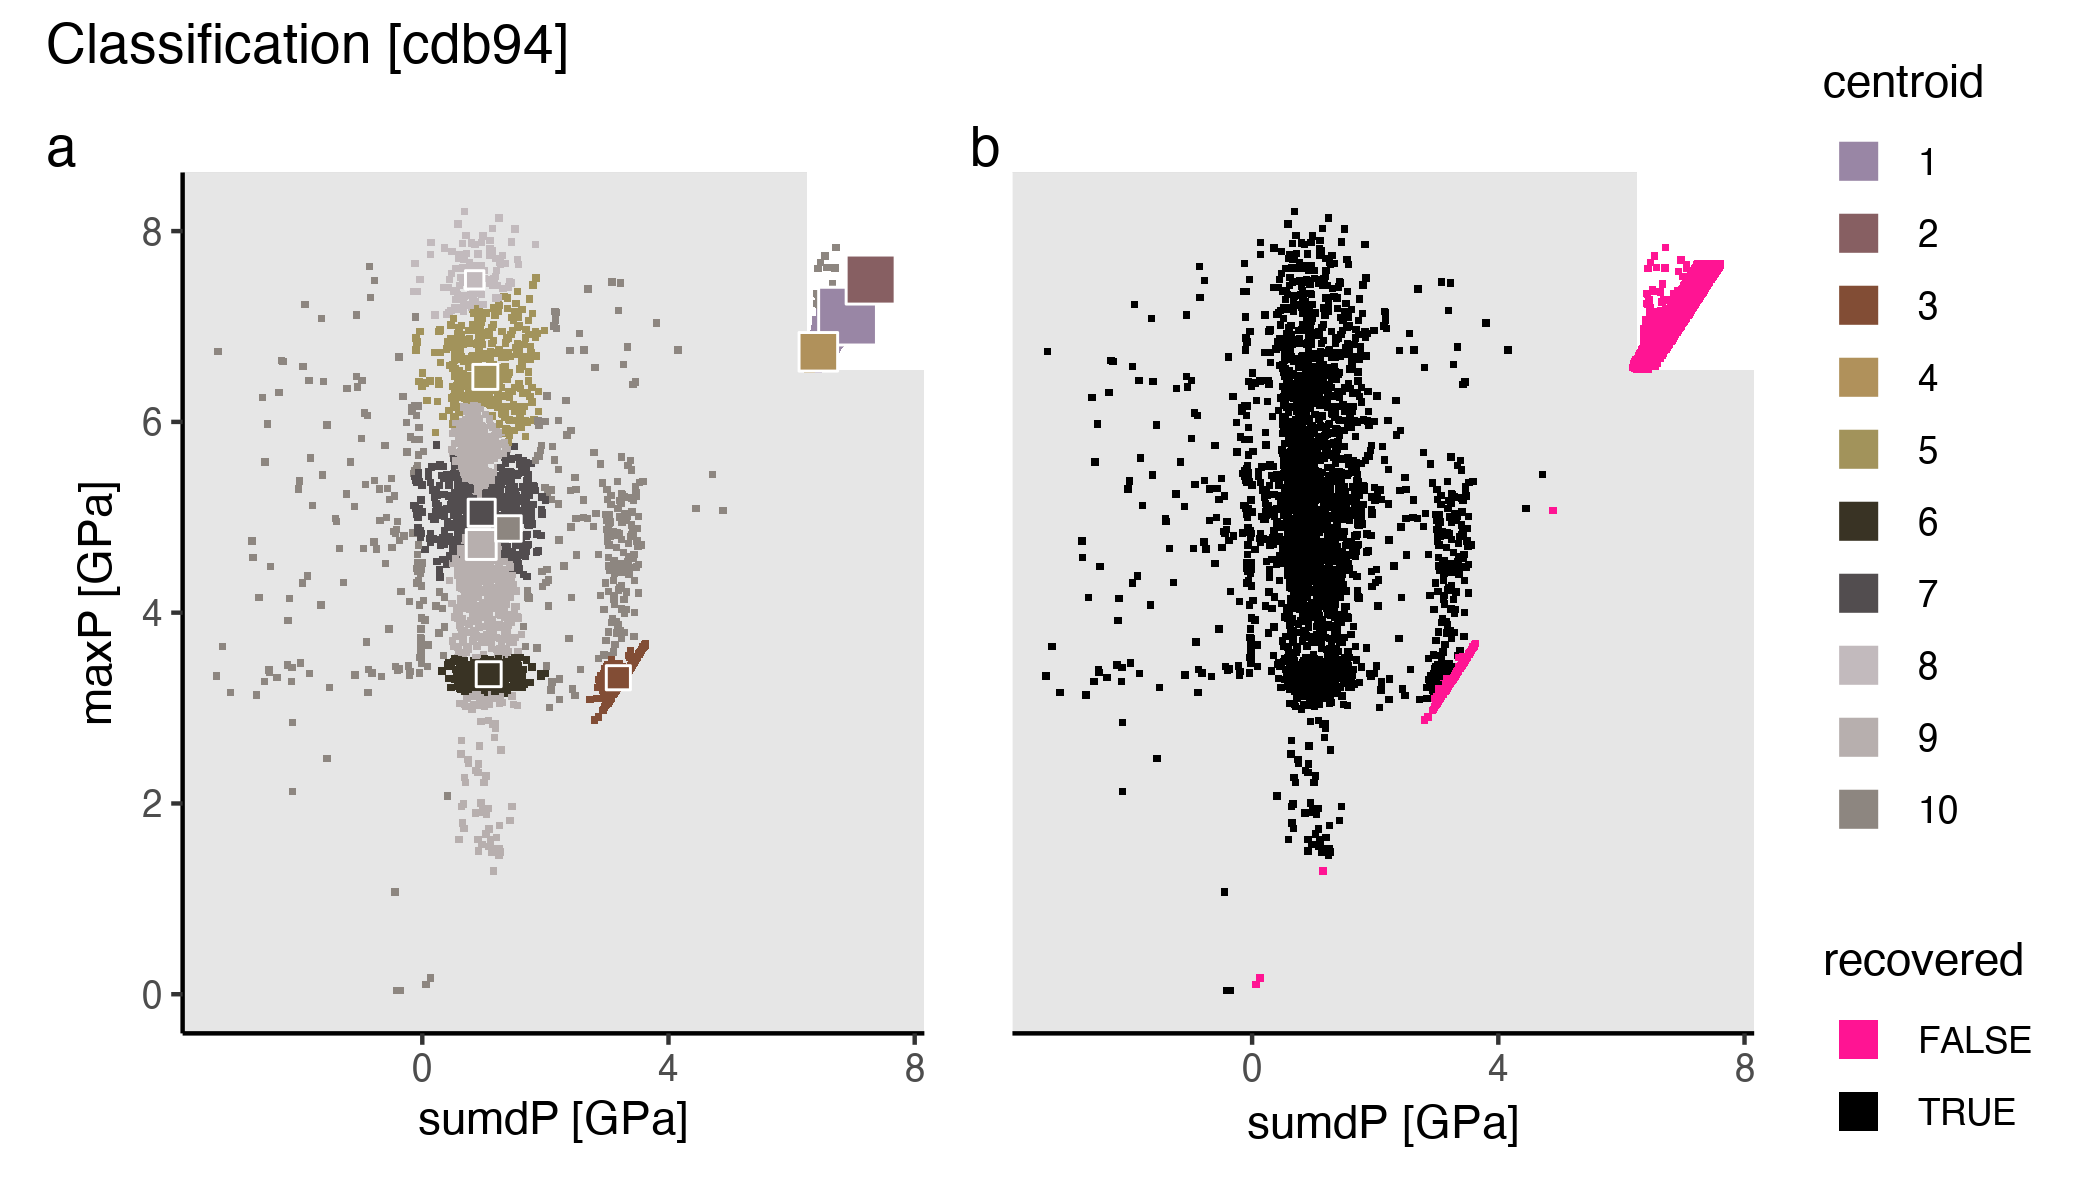 Classification [cdb94]
a
b
maxP [GPa]
8
6
4
2
0
0 4 8
sumdP [GPa]
0 4 8
sumdP [GPa]
centroid
1
2
3
4
5
6
7
8
9
10
recovered
FALSE
TRUE